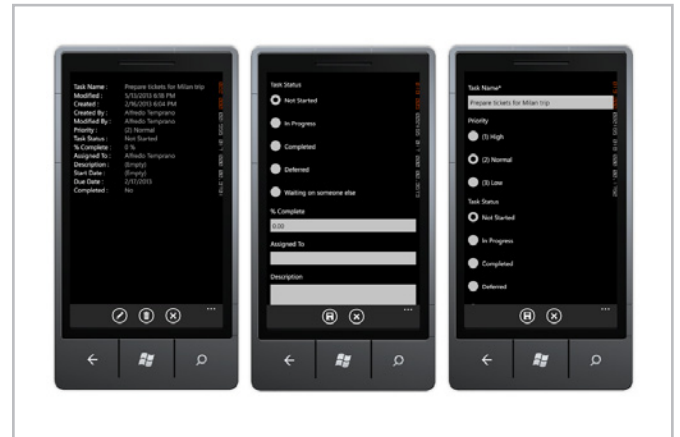 Task Name : Prepare tickets for Milan trip
Modified : 5/13/2013 6:18 PM
Created : 2/16/2013 6:04 PM
Created By : Alfredo Temprano
Modified By : Alfredo Temprano
Priority : (2) Normal
Task Status : Not Started
% Complete : 0 %
Assigned To : Alfredo Temprano
Description : (Empty)
Start Date : (Empty)
Due Date : 2/17/2013
Completed : No
Task Status
Not Started
In Progress
Completed
Deferred
Waiting on someone else
% Complete
0.00
Assigned To
Description
Task Name*
Prepare tickets for Milan trip
Priority
(1) High
(2) Normal
(3) Low
Task Status
Not Started
In Progress
Completed
Deferred